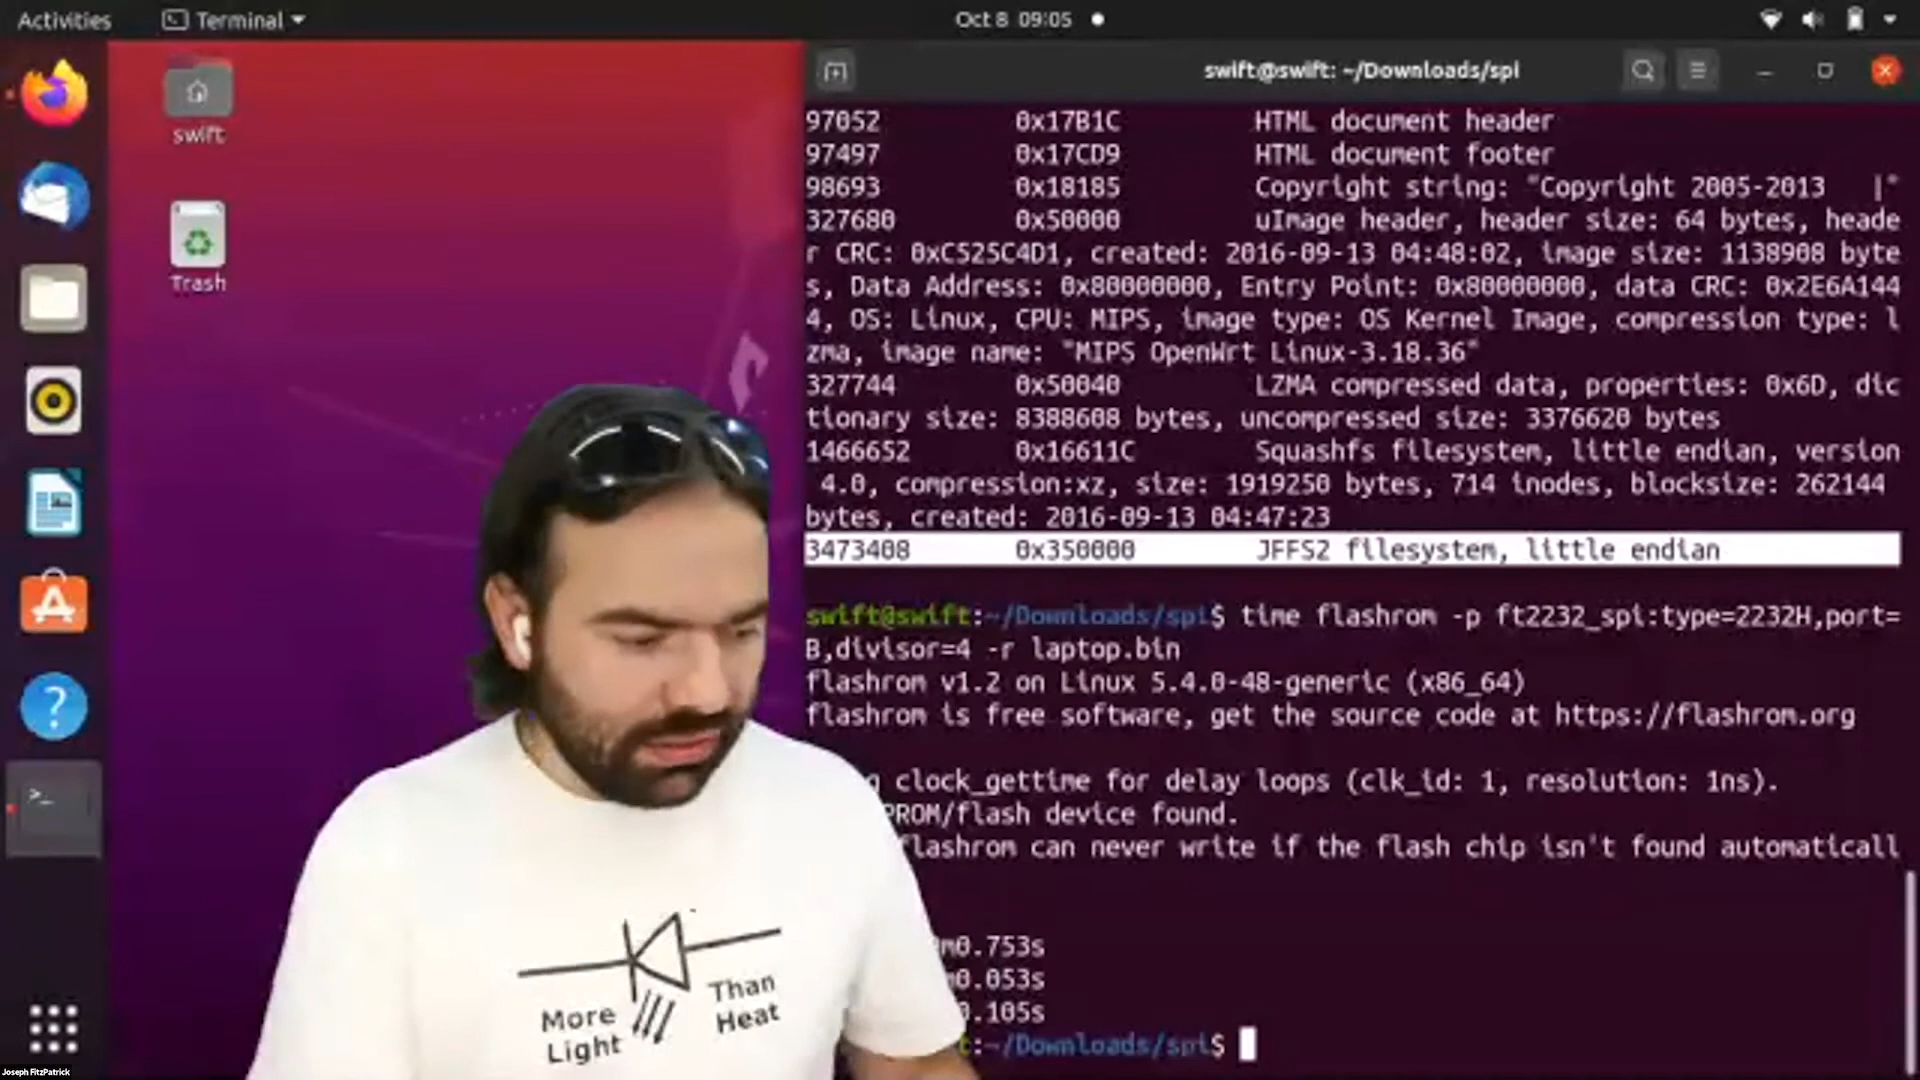 Activities
Terminal
Oct 8 09:05
swift@swift: ~/Downloads/spi
swift
Trash
97052 0x17B1C HTML document header
97497 0x17CD9 HTML document footer
98693 0x18185 Copyright string: "Copyright 2005-2013 |"
327680 0x50000 uImage header, header size: 64 bytes, heade
r CRC: 0xC525C4D1, created: 2016-09-13 04:48:02, image size: 1138908 byte
s, Data Address: 0x80000000, Entry Point: 0x80000000, data CRC: 0x2E6A144
4, OS: Linux, CPU: MIPS, image type: OS Kernel Image, compression type: l
zma, image name: "MIPS OpenWrt Linux-3.18.36"
327744 0x50040 LZMA compressed data, properties: 0x6D, dic
tionary size: 8388608 bytes, uncompressed size: 3376620 bytes
1466652 0x16611C Squashfs filesystem, little endian, version
4.0, compression:xz, size: 1919250 bytes, 714 inodes, blocksize: 262144
bytes, created: 2016-09-13 04:47:23
3473408 0x350000 JFFS2 filesystem, little endian
swift@swift:~/Downloads/spi$ time flashrom -p ft2232_spi:type=2232H,port=
B,divisor=4 -r laptop.bin
flashrom v1.2 on Linux 5.4.0-48-generic (x86_64)
flashrom is free software, get the source code at https://flashrom.org
g clock_gettime for delay loops (clk_id: 1, resolution: 1ns).
PROM/flash device found.
flashrom can never write if the flash chip isn't found automaticall
m0.753s
m0.053s
0.105s
t:~/Downloads/spi$
More
Light
Than
Heat
Joseph FitzPatrick